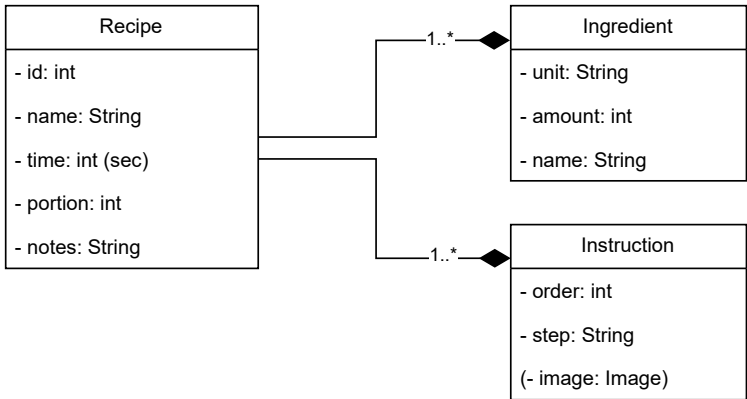 Recipe
- id: int
- name: String
- time: int (sec)
- portion: int
- notes: String
1..*
Ingredient
- unit: String
- amount: int
- name: String
1..*
Instruction
- order: int
- step: String
(- image: Image)